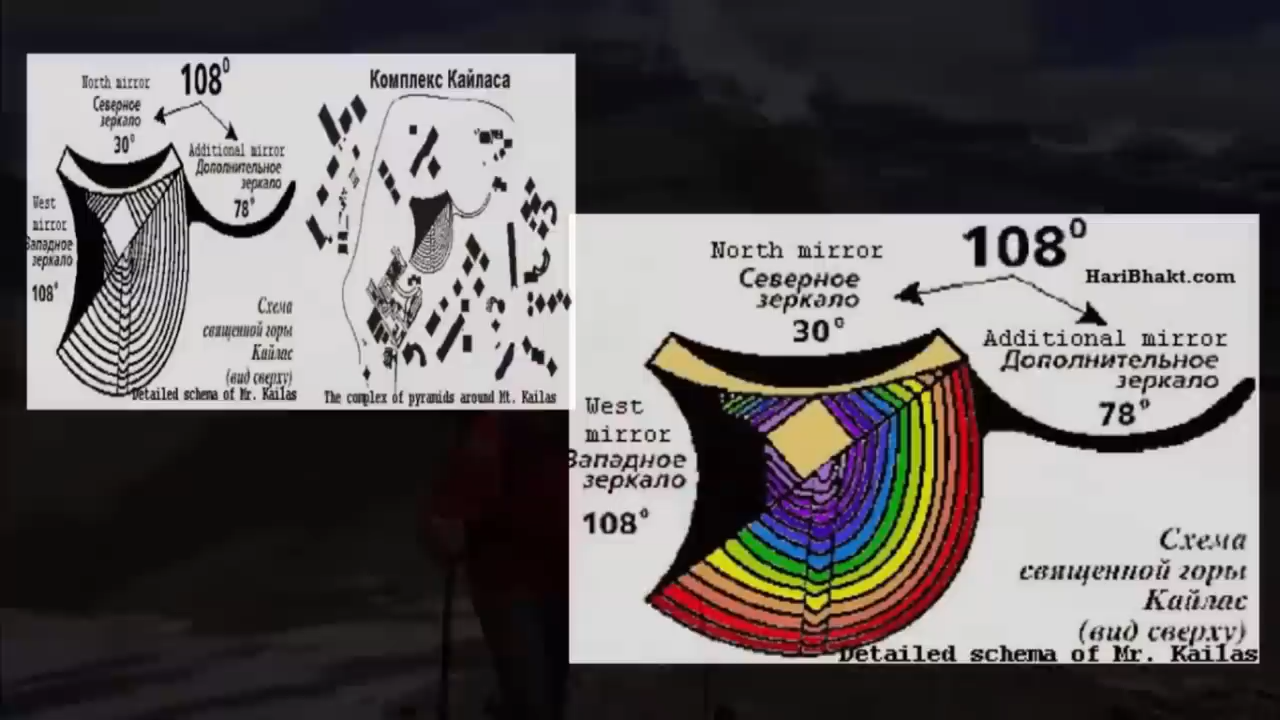 North mirror
108⁰
Северное
зеркало
30°
Additional mirror
Дополнительное
зеркало
78°
West
mirror
Западное
зеркало
108°
Схема
священной горы
Кайлас
(вид сверху)
Detailed schema of Mr. Kailas
Комплекс Кайласа
The complex of pyramids around Mt. Kailas
108⁰
North mirror
HariBhakt.com
Северное
зеркало
30°
Additional mirror
Дополнительное
зеркало
78°
West
mirror
Западное
зеркало
108°
Схема
священной горы
Кайлас
(вид сверху)
Detailed schema of Mr. Kailas